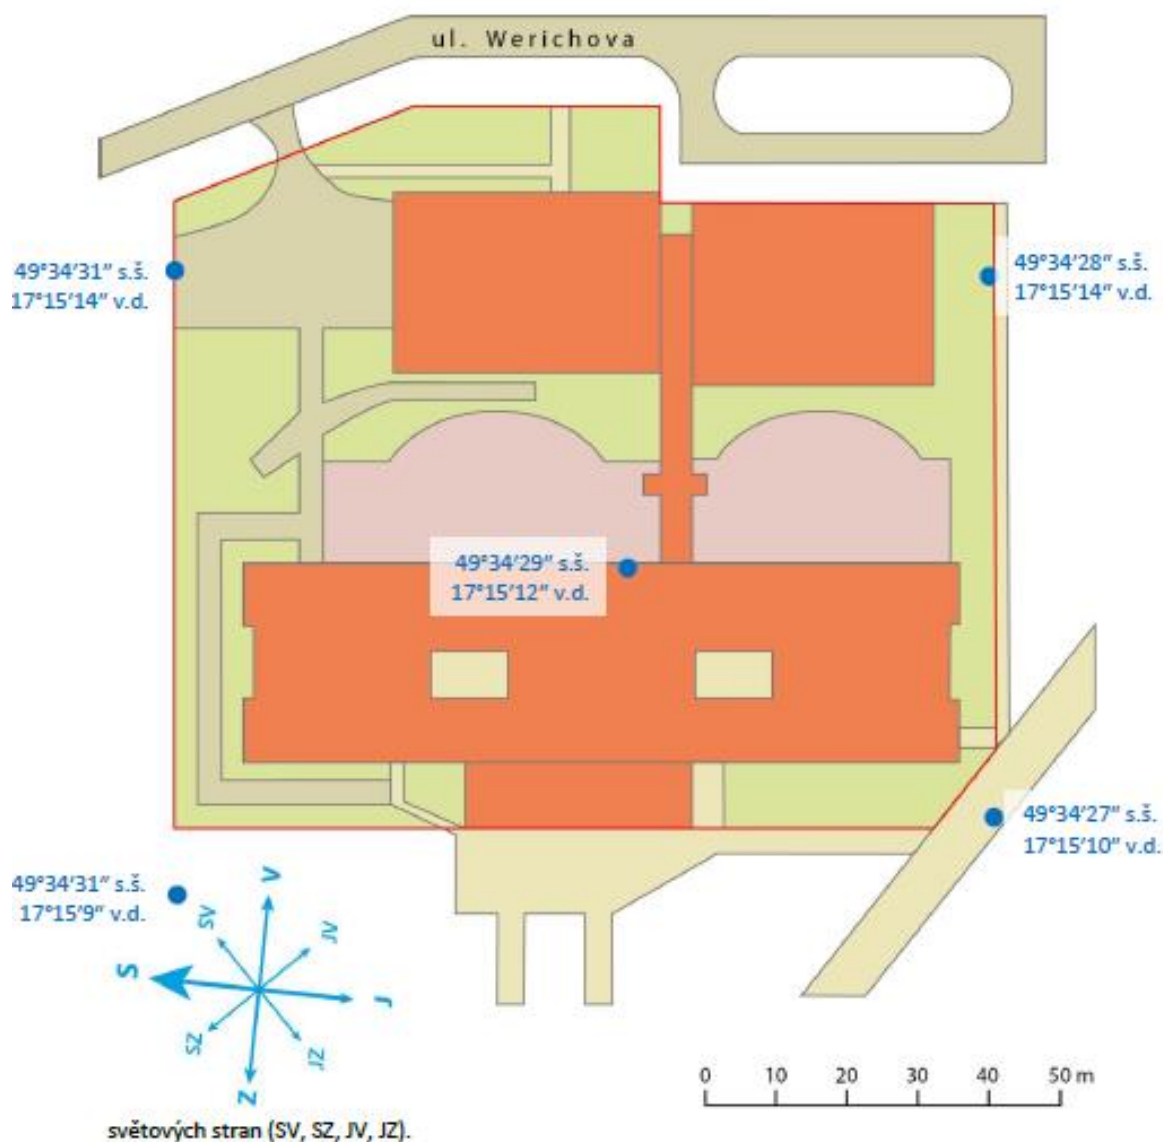 ul. Werichova
49°34′31″ s.š.
17°15′14″ v.d.
49°34′28″ s.š.
17°15′14″ v.d.
49°34′29″ s.š.
17°15′12″ v.d.
49°34′27″ s.š.
17°15′10″ v.d.
49°34′31″ s.š.
17°15′9″ v.d.
V
SV
JV
S
J
SZ
JZ
Z
0 10 20 30 40 50 m
světových stran (SV, SZ, JV, JZ).